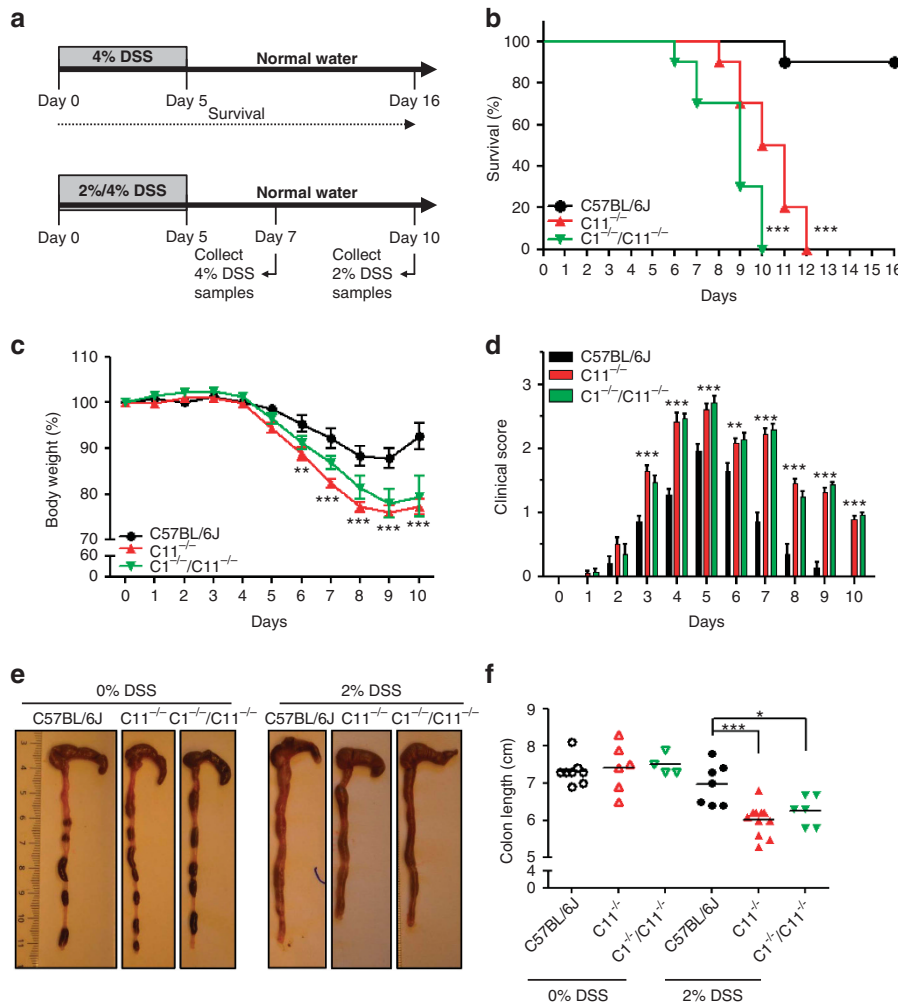 a
4% DSS
Normal water
Day 0
Day 5
Day 16
Survival
2%/4% DSS
Normal water
Day 0
Day 5
Day 7
Day 10
Collect
4% DSS
samples
Collect
2% DSS
samples
b
Survival (%)
100
80
60
40
20
0
C57BL/6J
C11−/−
C1−/−/C11−/−
***
***
0 1 2 3 4 5 6 7 8 9 10 11 12 13 14 15 16
Days
c
Body weight (%)
110
100
90
80
70
60
0
** *** *** *** ***
C57BL/6J
C11−/−
C1−/−/C11−/−
0 1 2 3 4 5 6 7 8 9 10
Days
d
C57BL/6J
C11−/−
C1−/−/C11−/−
Clinical score
3
2
1
0
*** *** *** ** *** *** *** ***
0 1 2 3 4 5 6 7 8 9 10
Days
e
0% DSS
2% DSS
C57BL/6J C11−/− C1−/−/C11−/−
C57BL/6J C11−/− C1−/−/C11−/−
f
Colon length (cm)
9
8
7
6
5
4
0
***
*
C57BL/6J
C11−/−
C1−/−/C11−/−
C57BL/6J
C11−/−
C1−/−/C11−/−
0% DSS
2% DSS